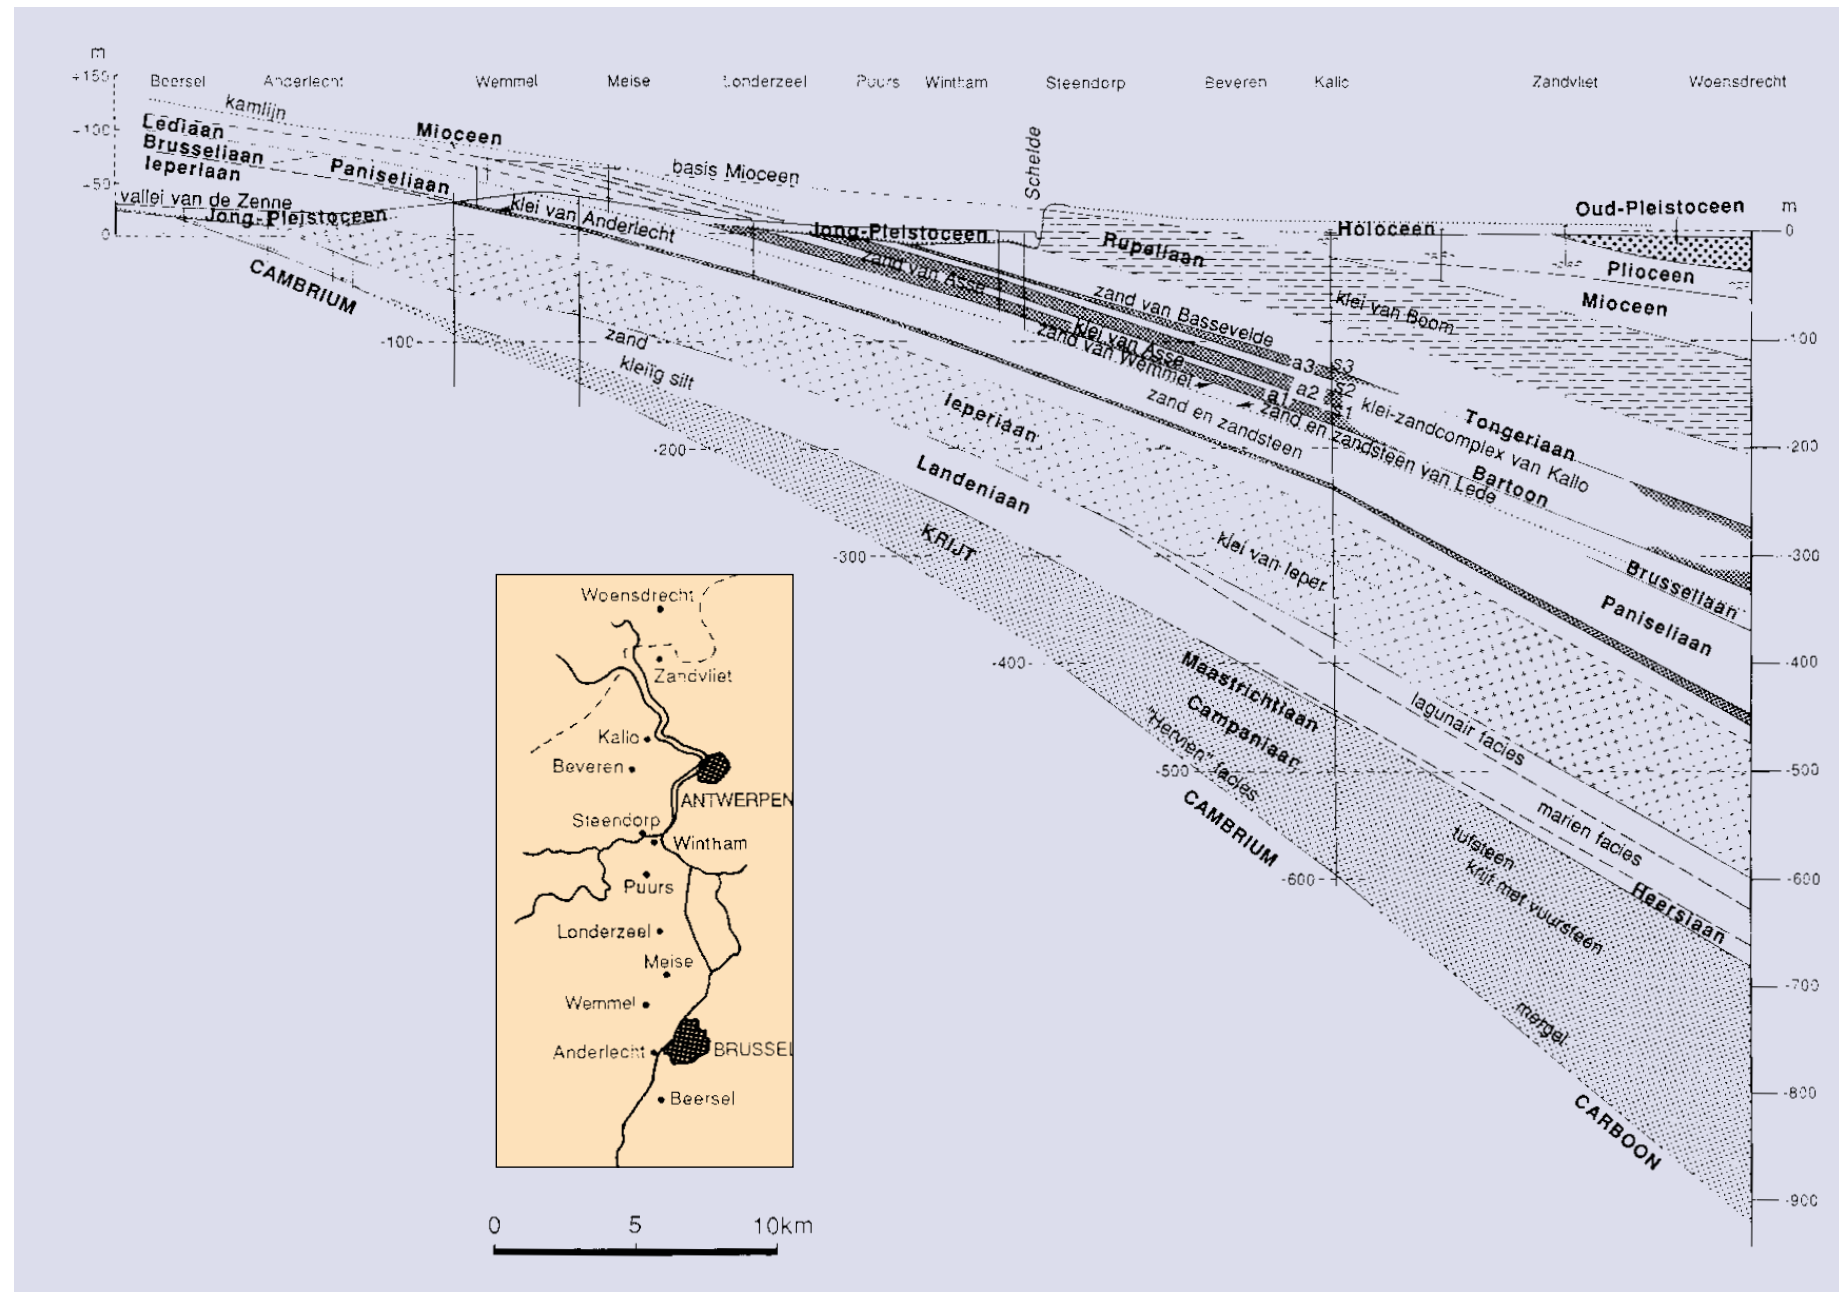 m
+150
Beersel Anderlecht Wemmel Meise Londerzeel Puurs Wintham Steendorp Beveren Kallo Zandvliet Woensdrecht
kamlijn
+100
Lediaan
Mioceen
Brusseliaan
Ieperiaan
Paniseliaan
basis Mioceen
Schelde
+50
vallei van de Zenne
Jong-Pleistoceen
klei van Anderlecht
Jong-Pleistoceen
Rupeliaan
Holoceen
Oud-Pleistoceen
m
0
0
Plioceen
Mioceen
CAMBRIUM
zand van Asse
zand van Bassevelde
klei van Boom
-100
-100
zand
kleiig silt
klei van Asse
zand van Wemmel
a3 s3
a2 s2
a1 s1
klei-zandcomplex van Kallo
zand en zandsteen van Lede
zand en zandsteen
Tongeriaan
Bartoon
Ieperiaan
-200
-200
Landeniaan
KRIJT
klei van Ieper
-300
-300
Brusseliaan
Paniseliaan
-400
-400
Maastrichtiaan
Campaniaan
"Hervien" facies
lagunair facies
-500
-500
CAMBRIUM
marien facies
tufsteen
krijt met vuursteen
-600
-600
Heersiaan
-700
mergel
-800
CARBOON
-900
Woensdrecht
Zandvliet
Kallo
Beveren
ANTWERPEN
Steendorp
Wintham
Puurs
Londerzeel
Meise
Wemmel
Anderlecht
BRUSSEL
Beersel
0 5 10km